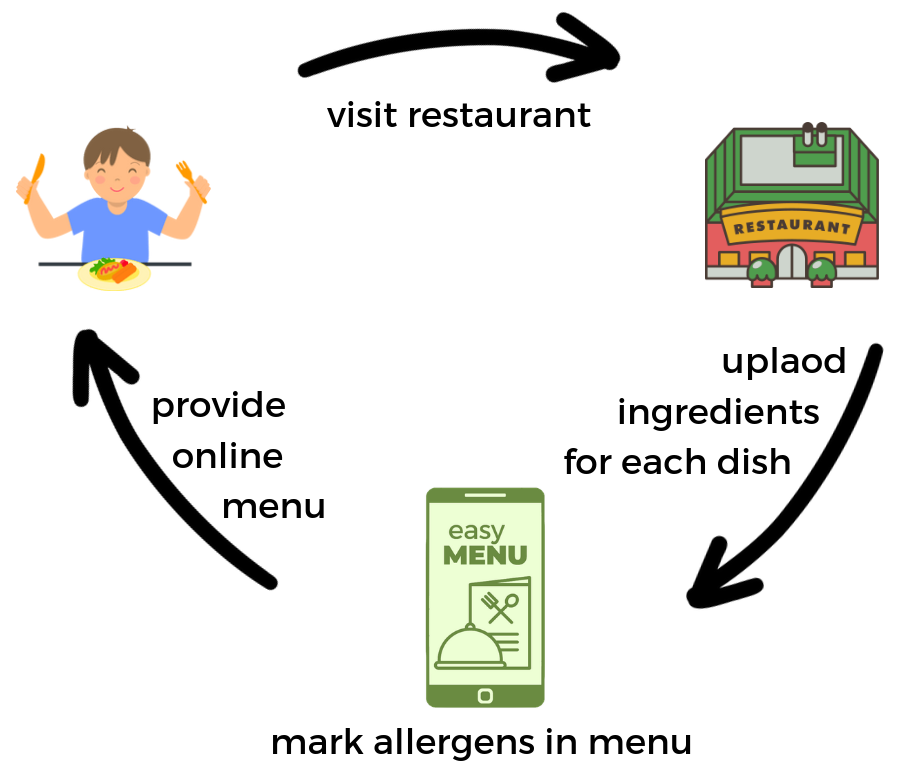 visit restaurant
RESTAURANT
uplaod
ingredients
for each dish
provide
online
menu
easy
MENU
mark allergens in menu